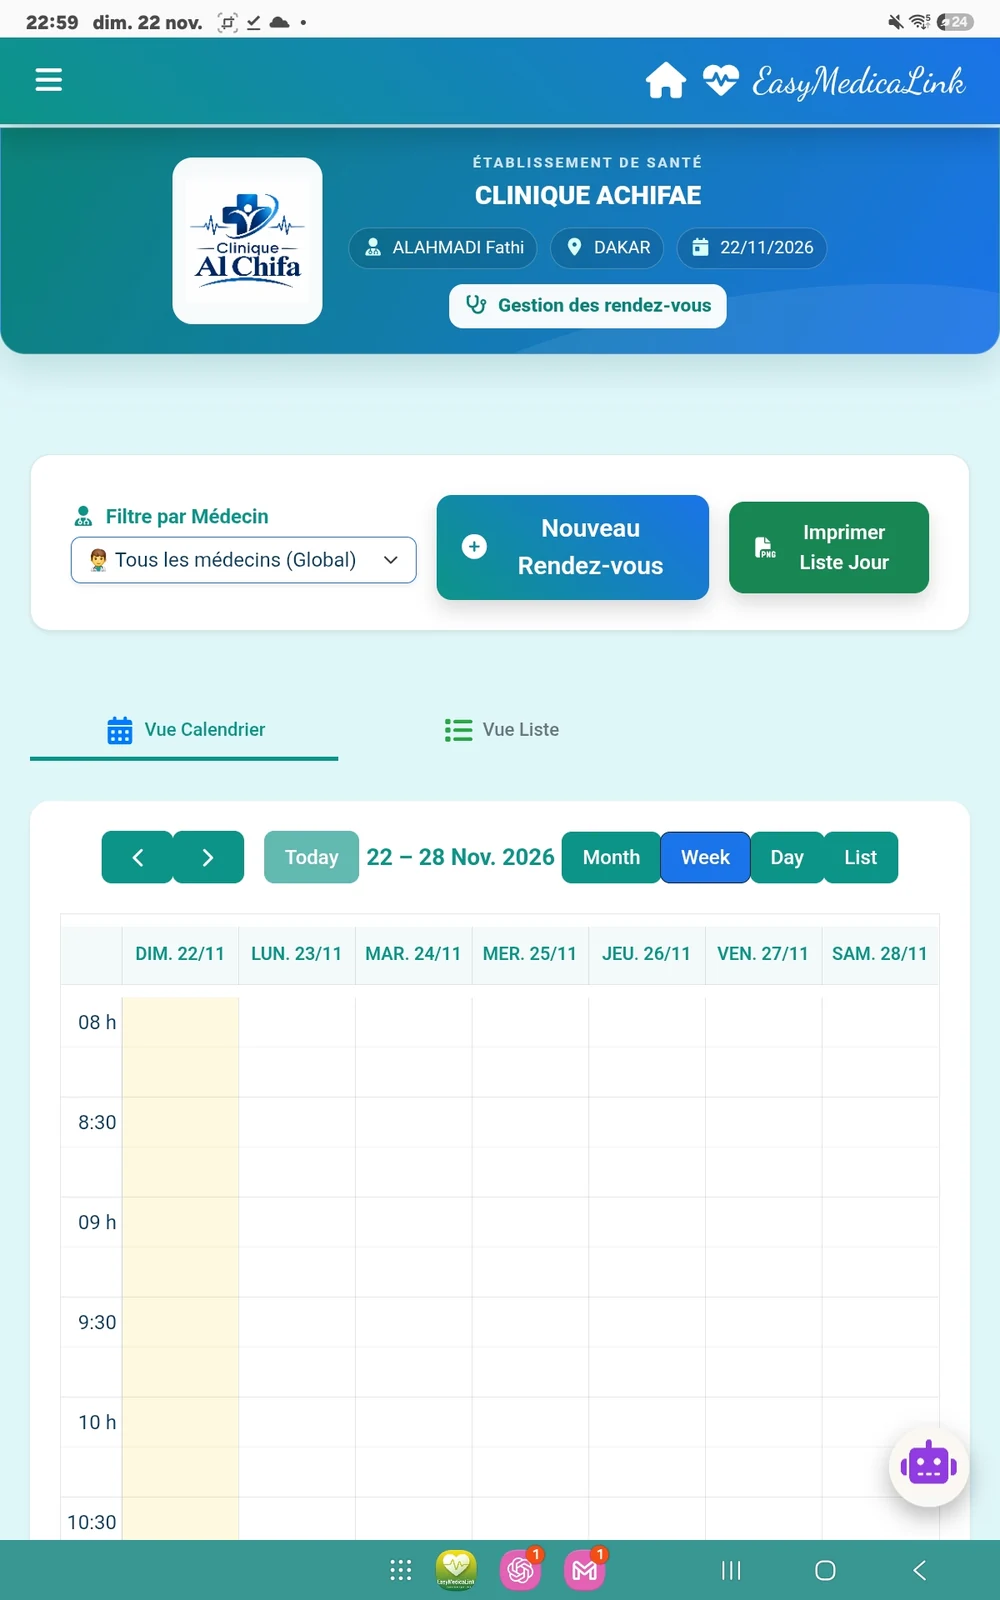 22:59 dim. 22 nov.
24
EasyMedicaLink
ÉTABLISSEMENT DE SANTÉ
CLINIQUE ACHIFAE
Clinique
Al Chifa
ALAHMADI Fathi
DAKAR
22/11/2026
Gestion des rendez-vous
Filtre par Médecin
Tous les médecins (Global)
Nouveau
Rendez-vous
PNG
Imprimer
Liste Jour
Vue Calendrier
Vue Liste
Today
22 – 28 Nov. 2026
Month
Week
Day
List
DIM. 22/11
LUN. 23/11
MAR. 24/11
MER. 25/11
JEU. 26/11
VEN. 27/11
SAM. 28/11
08 h
8:30
09 h
9:30
10 h
10:30
EasyMedicaLink
1
1